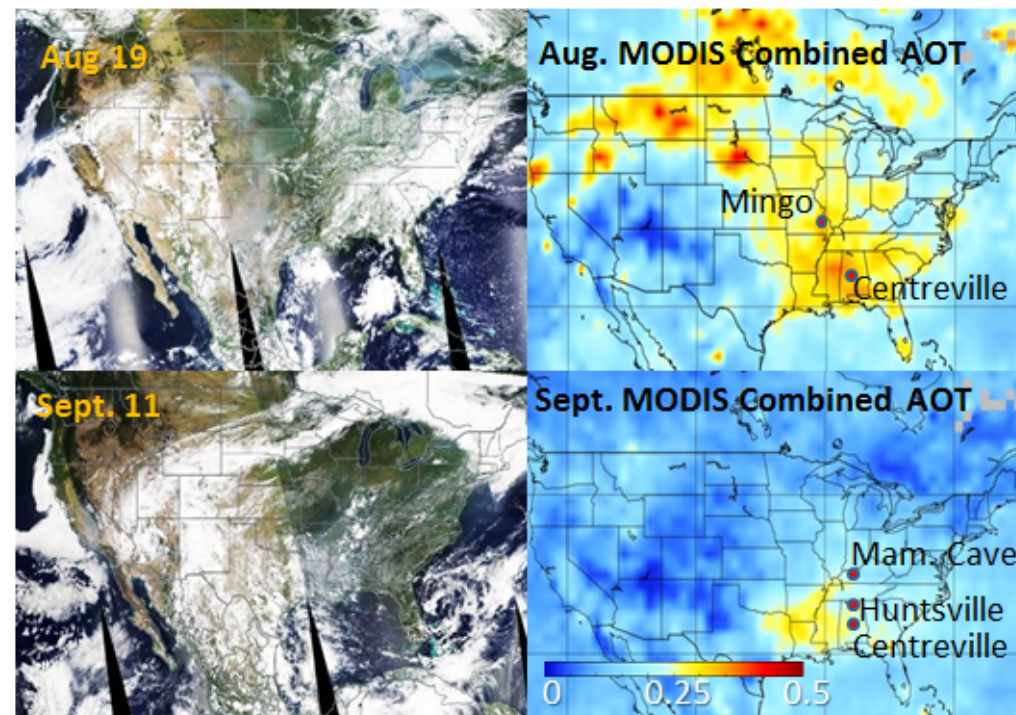 Aug 19
Aug. MODIS Combined AOT
Mingo
Centreville
Sept. 11
Sept. MODIS Combined AOT
Mam. Cave
Huntsville
Centreville
0 0.25 0.5